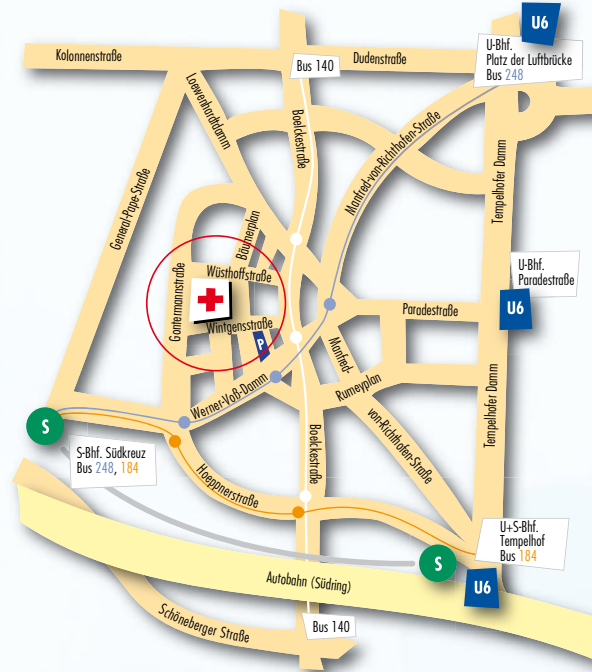 U6
U-Bhf.
Platz der Luftbrücke
Bus 248
Kolonnenstraße
Bus 140
Dudenstraße
Loewenhardtdamm
Boelckestraße
Manfred-von-Richthofen-Straße
Tempelhofer Damm
General-Pape-Straße
Bäumerplan
Gontermannstraße
Wüsthoffstraße
U-Bhf.
Paradestraße
U6
Paradestraße
Wintgensstraße
P
Manfred-
von-Richthofen-Straße
Rumeyplan
Werner-Voß-Damm
Tempelhofer Damm
S
S-Bhf. Südkreuz
Bus 248, 184
Hoeppnerstraße
Boelckestraße
U+S-Bhf.
Tempelhof
Bus 184
S
U6
Autobahn (Südring)
Schöneberger Straße
Bus 140